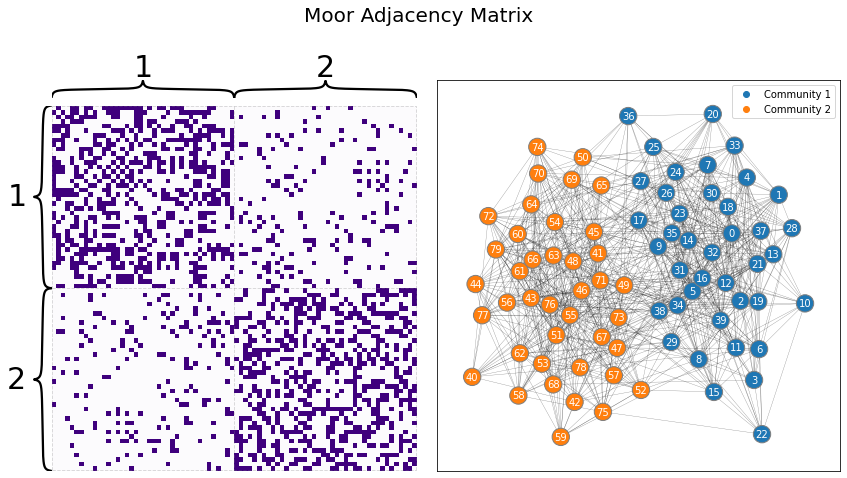 Moor Adjacency Matrix
1 2
1
2
Community 1
Community 2
36 20
25 33
74 50 24 7
70 69 65 27 26 30 4 1
64 17 23 18
72 54 28
60 45 35 14 0 37
79 66 63 48 41 9 32 21 13
61 71 31 16
44 46 49 5 12
56 43 76 38 34 2 19 10
77 55 73 39
51 67 47 29 11 6
62 53 78 8
40 68 57 52 3
58 42 75 15
59 22